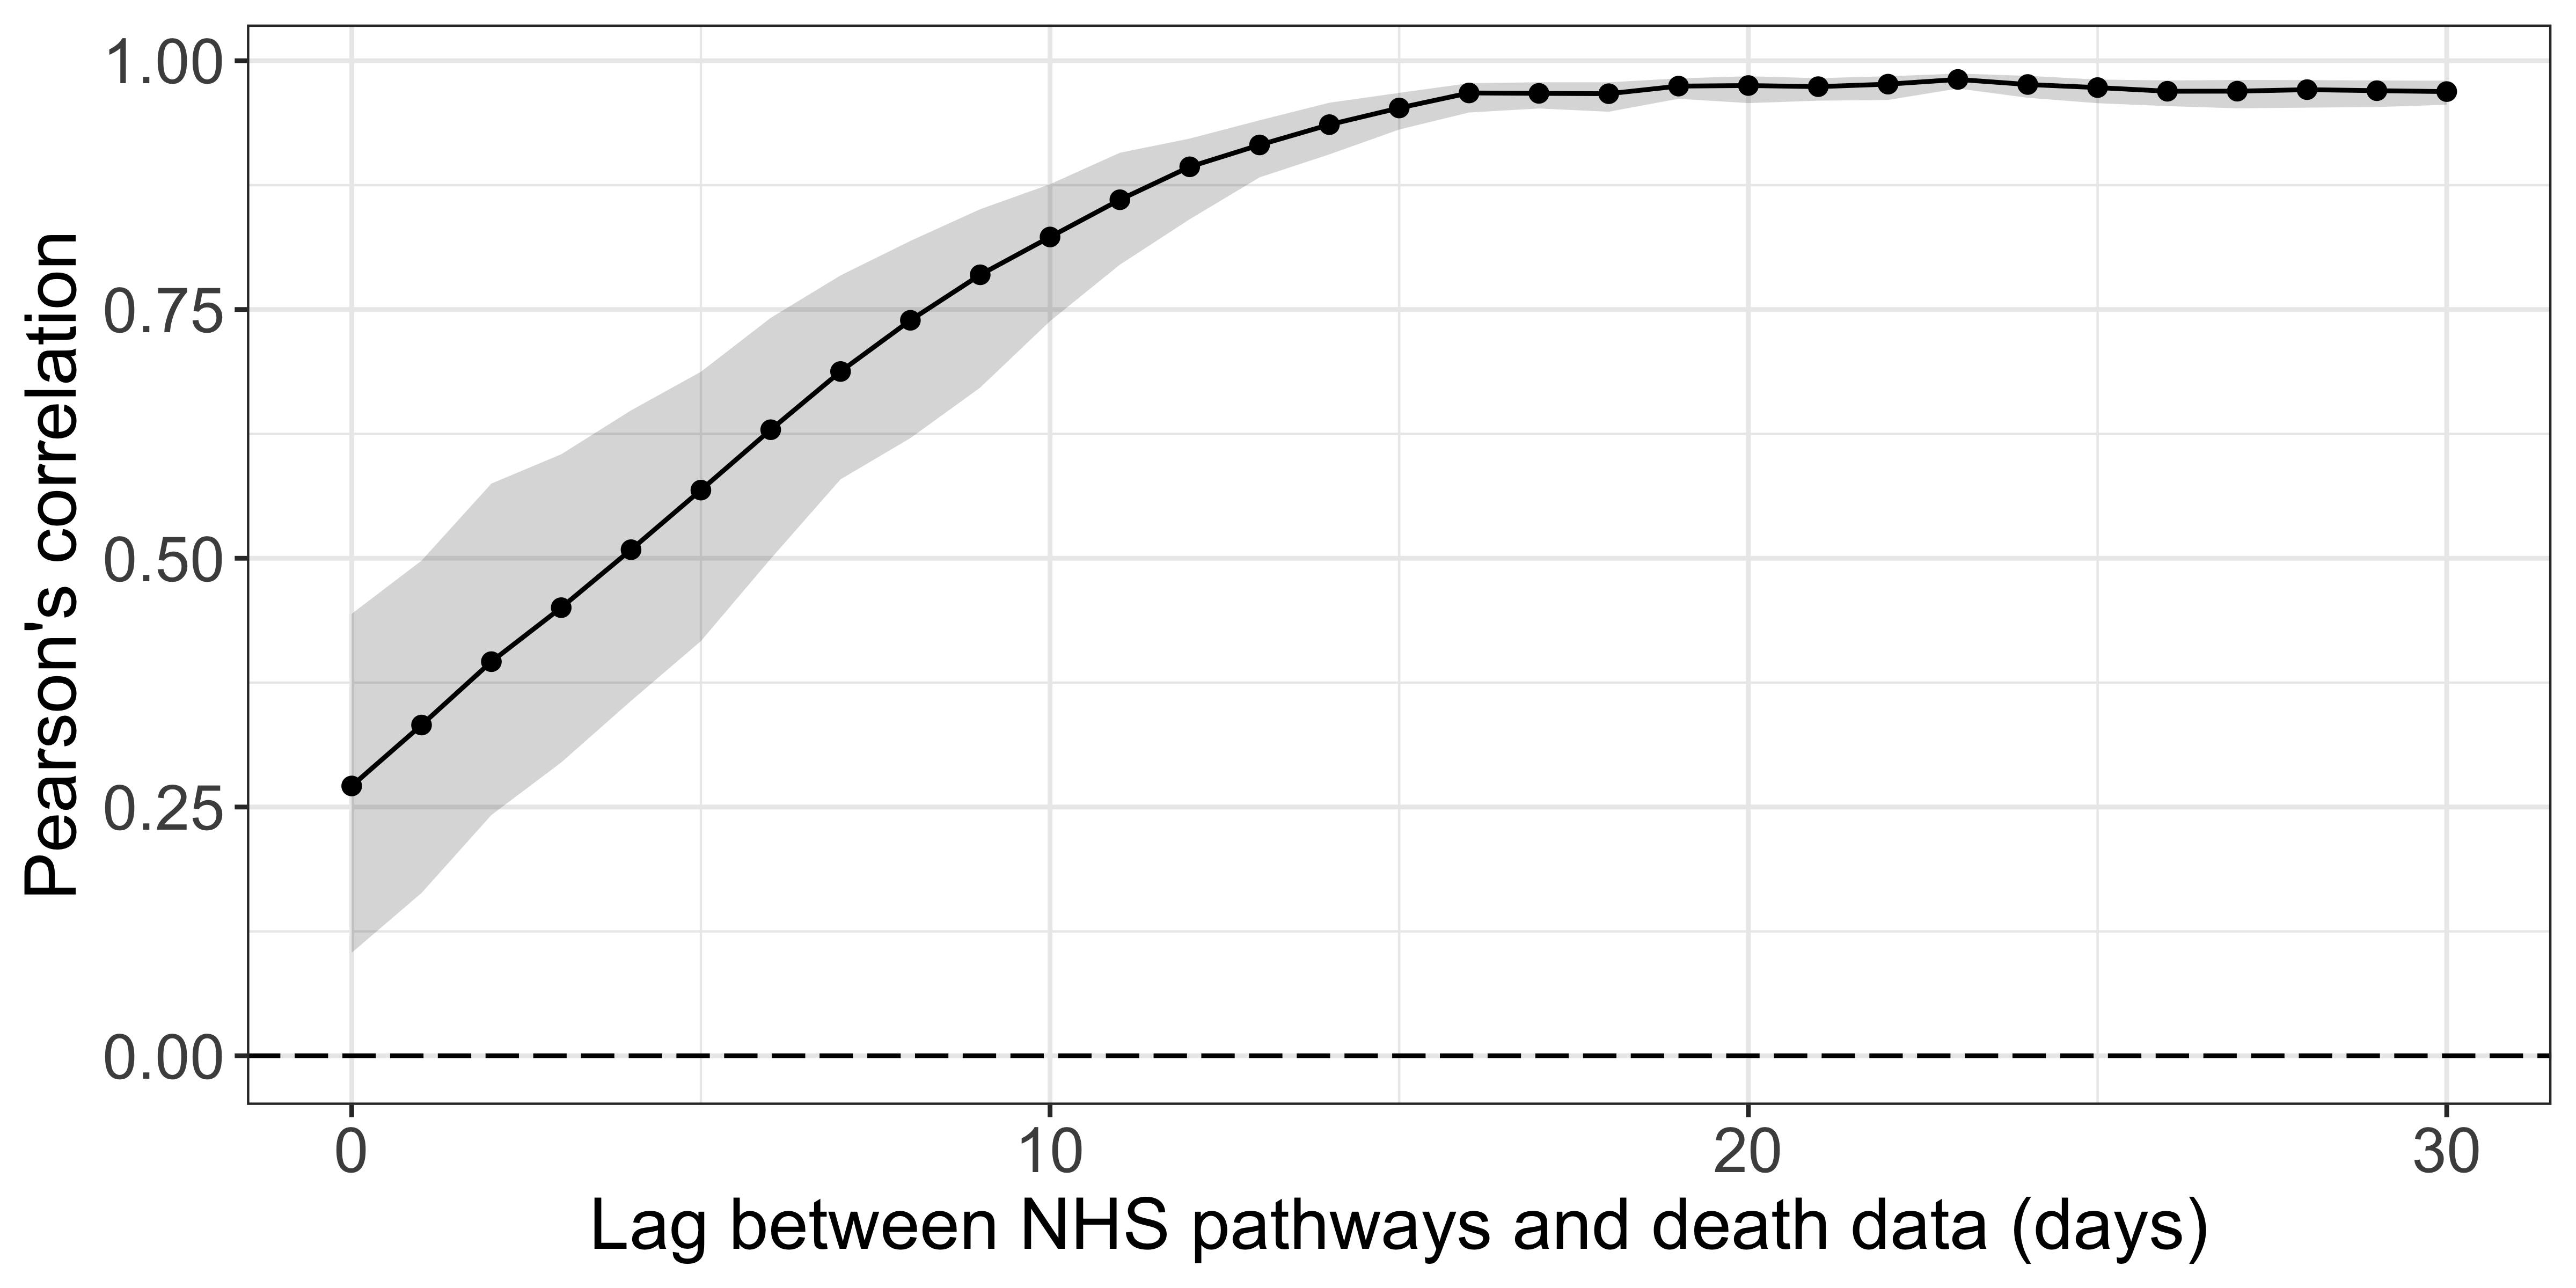 Pearson's correlation
1.00
0.75
0.50
0.25
0.00
0 10 20 30
Lag between NHS pathways and death data (days)